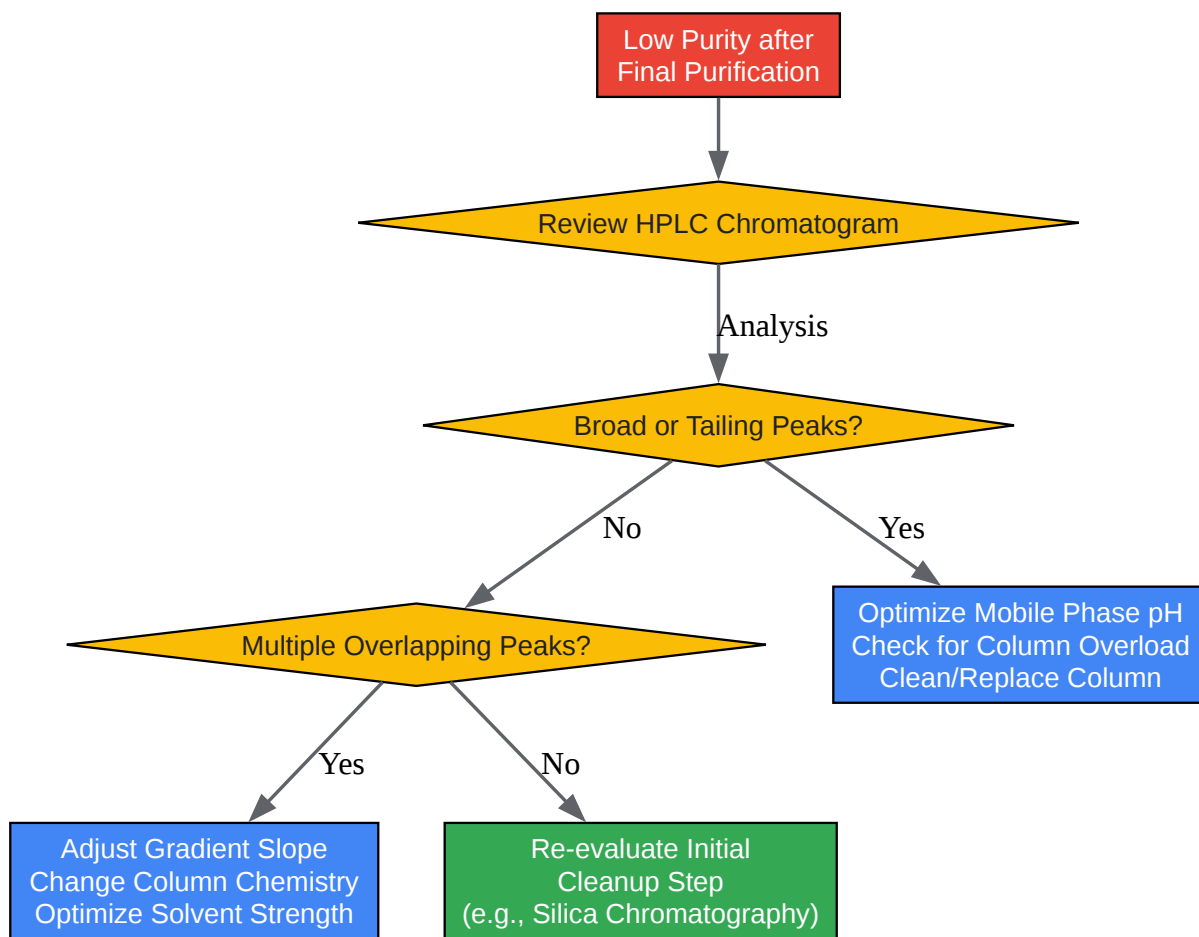 Low Purity after
Final Purification
Review HPLC Chromatogram
Analysis
Broad or Tailing Peaks?
No
Yes
Optimize Mobile Phase pH
Check for Column Overload
Clean/Replace Column
Multiple Overlapping Peaks?
Yes
No
Adjust Gradient Slope
Change Column Chemistry
Optimize Solvent Strength
Re-evaluate Initial
Cleanup Step
(e.g., Silica Chromatography)